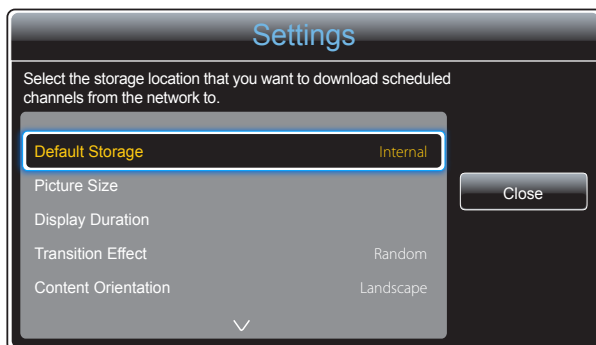 Settings
Select the storage location that you want to download scheduled
channels from the network to.
Default Storage Internal
Picture Size
Close
Display Duration
Transition Effect Random
Content Orientation Landscape